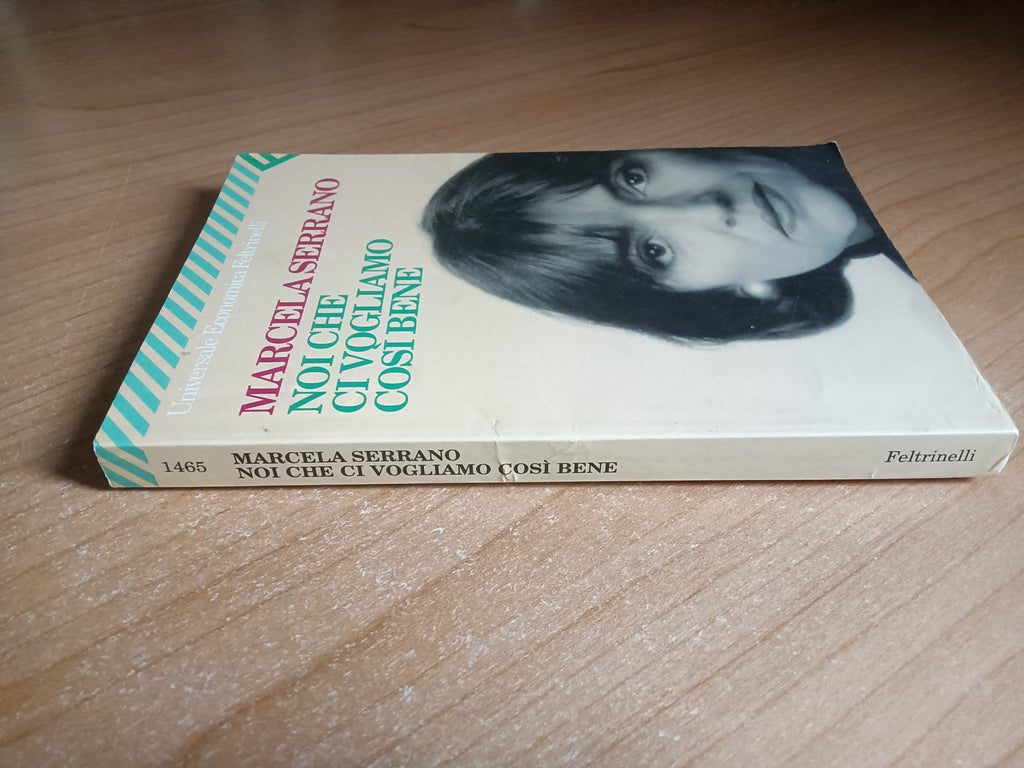 Universale Economica Feltrinelli
MARCELA SERRANO
NOI CHE
CI VOGLIAMO
COSÌ BENE
1465
MARCELA SERRANO
NOI CHE CI VOGLIAMO COSÌ BENE
Feltrinelli